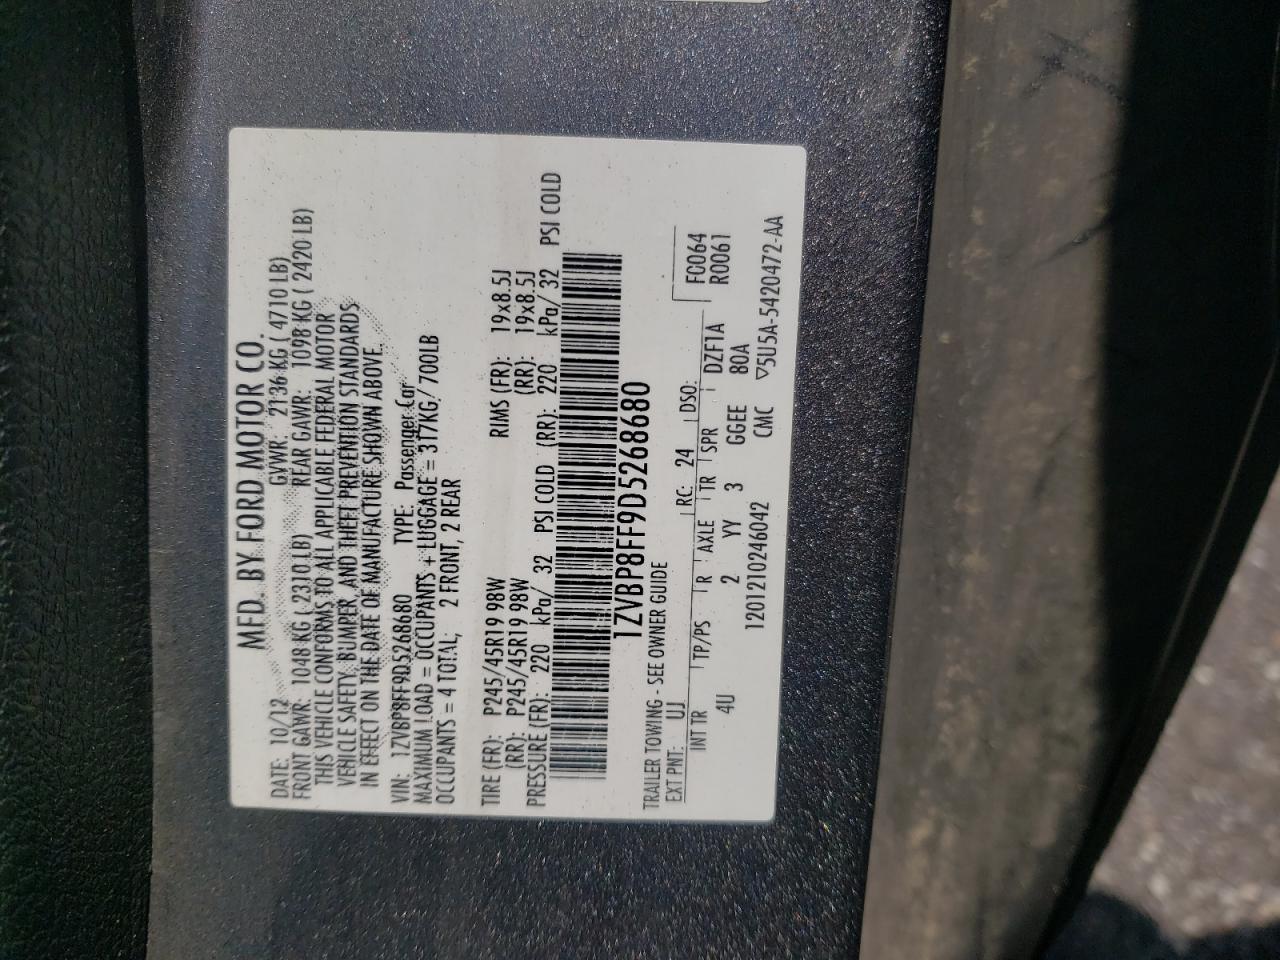 MFD. BY FORD MOTOR CO.
DATE: 10/12 GVWR: 2136 KG ( 4710 LB)
FRONT GAWR: 1048 KG ( 2310 LB) REAR GAWR: 1098 KG ( 2420 LB)
THIS VEHICLE CONFORMS TO ALL APPLICABLE FEDERAL MOTOR
VEHICLE SAFETY, BUMPER, AND THEFT PREVENTION STANDARDS
IN EFFECT ON THE DATE OF MANUFACTURE SHOWN ABOVE.
VIN: 1ZVBP8FF9D5268680 TYPE: Passenger Car
MAXIMUM LOAD = OCCUPANTS + LUGGAGE = 317KG/ 700LB
OCCUPANTS = 4 TOTAL, 2 FRONT, 2 REAR
TIRE (FR): P245/45R19 98W RIMS (FR): 19x8.5J
(RR): P245/45R19 98W (RR): 19x8.5J
PRESSURE (FR): 220 kPa/ 32 PSI COLD (RR): 220 kPa/ 32 PSI COLD
1ZVBP8FF9D5268680
TRAILER TOWING - SEE OWNER GUIDE
EXT PNT: UJ RC: 24 DSO: F0064
INT TR TP/PS R AXLE TR SPR DZF1A R0061
4U 2 YY 3 GGEE 80A
120121024​6042 CMC ▽5U5A-5420472-AA